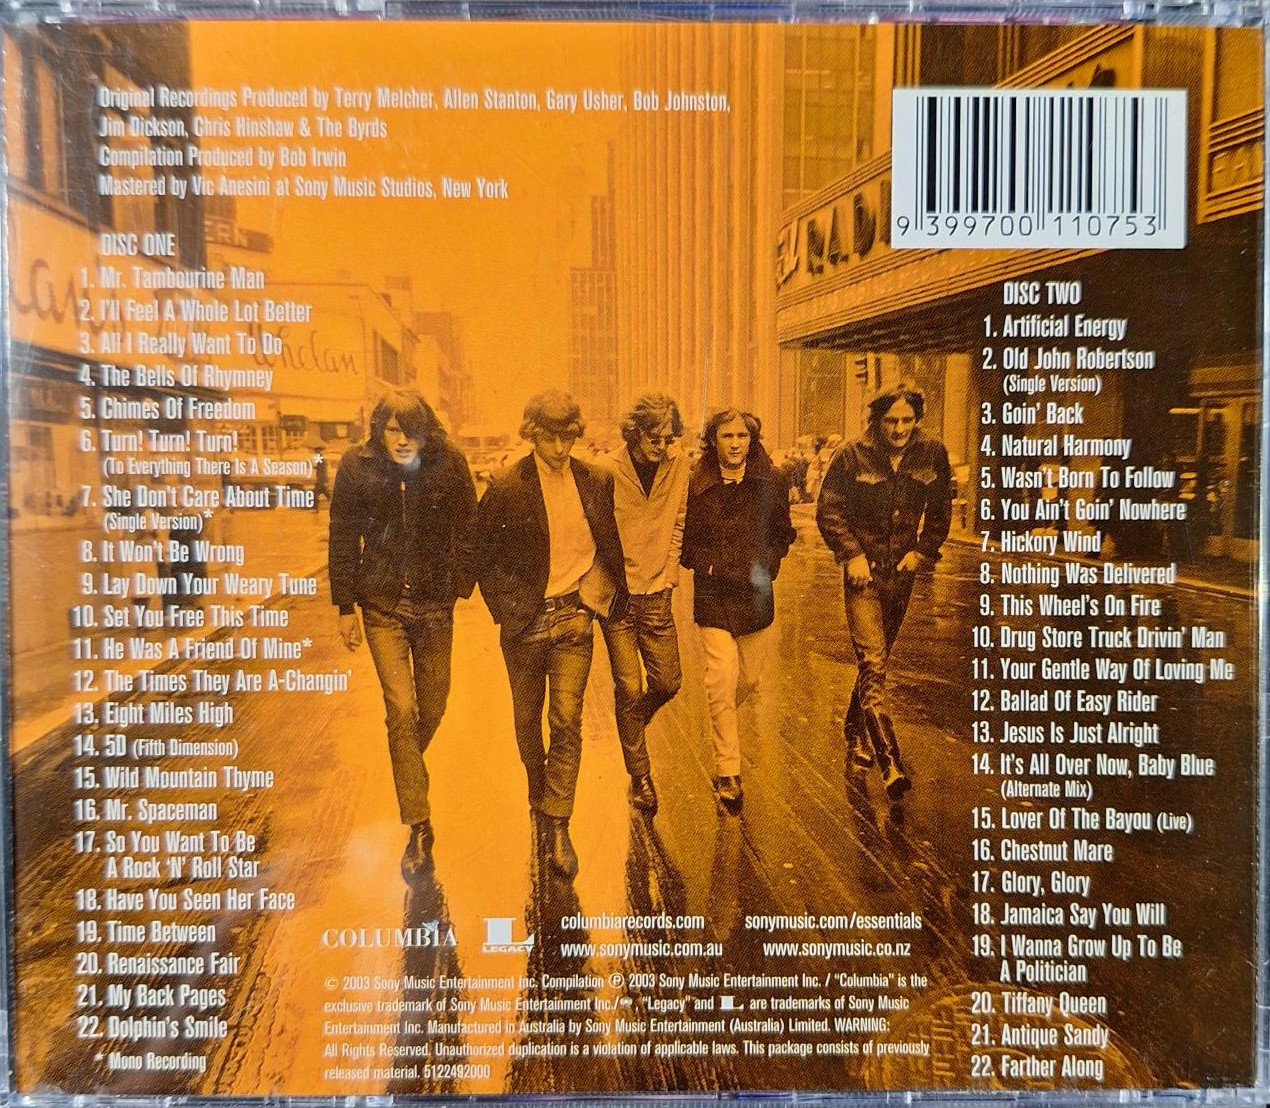 Original Recordings Produced by Terry Melcher, Allen Stanton, Gary Usher, Bob Johnston,
Jim Dickson, Chris Hinshaw & The Byrds
Compilation Produced by Bob Irwin
Mastered by Vic Anesini at Sony Music Studios, New York
9 399700 110753
DISC ONE
1. Mr. Tambourine Man
2. I'll Feel A Whole Lot Better
3. All I Really Want To Do
4. The Bells Of Rhymney
5. Chimes Of Freedom
6. Turn! Turn! Turn!
(To Everything There Is A Season)*
7. She Don't Care About Time
(Single Version)*
8. It Won't Be Wrong
9. Lay Down Your Weary Tune
10. Set You Free This Time
11. He Was A Friend Of Mine*
12. The Times They Are A-Changin'
13. Eight Miles High
14. 5D (Fifth Dimension)
15. Wild Mountain Thyme
16. Mr. Spaceman
17. So You Want To Be
A Rock 'N' Roll Star
18. Have You Seen Her Face
19. Time Between
20. Renaissance Fair
21. My Back Pages
22. Dolphin's Smile
* Mono Recording
DISC TWO
1. Artificial Energy
2. Old John Robertson
(Single Version)
3. Goin' Back
4. Natural Harmony
5. Wasn't Born To Follow
6. You Ain't Goin' Nowhere
7. Hickory Wind
8. Nothing Was Delivered
9. This Wheel's On Fire
10. Drug Store Truck Drivin' Man
11. Your Gentle Way Of Loving Me
12. Ballad Of Easy Rider
13. Jesus Is Just Alright
14. It's All Over Now, Baby Blue
(Alternate Mix)
15. Lover Of The Bayou (Live)
16. Chestnut Mare
17. Glory, Glory
18. Jamaica Say You Will
19. I Wanna Grow Up To Be
A Politician
20. Tiffany Queen
21. Antique Sandy
22. Farther Along
COLUMBIA
L LEGACY
columbiarecords.com sonymusic.com/essentials
www.sonymusic.com.au www.sonymusic.co.nz
© 2003 Sony Music Entertainment Inc. Compilation ℗ 2003 Sony Music Entertainment Inc. / "Columbia" is the
exclusive trademark of Sony Music Entertainment Inc./ , "Legacy" and L are trademarks of Sony Music
Entertainment Inc. Manufactured in Australia by Sony Music Entertainment (Australia) Limited. WARNING:
All Rights Reserved. Unauthorized duplication is a violation of applicable laws. This package consists of previously
released material. 5122492000
Whelan
ERN